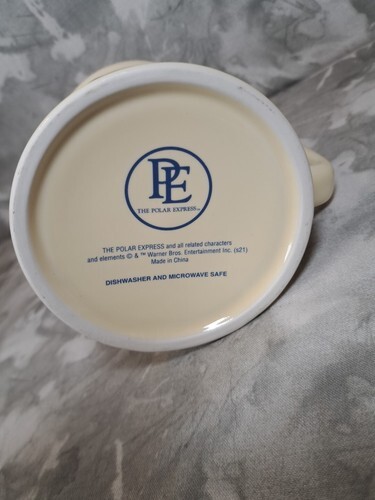 PE
THE POLAR EXPRESS™
THE POLAR EXPRESS and all related characters
and elements © & ™ Warner Bros. Entertainment Inc. (s21)
Made in China
DISHWASHER AND MICROWAVE SAFE